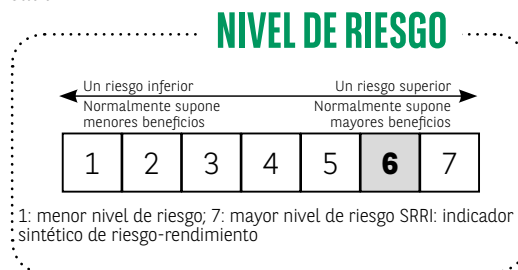 NIVEL DE RIESGO
Un riesgo inferior
Normalmente supone
menores beneficios
Un riesgo superior
Normalmente supone
mayores beneficios
1 2 3 4 5 6 7
1: menor nivel de riesgo; 7: mayor nivel de riesgo SRRI: indicador
sintético de riesgo-rendimiento